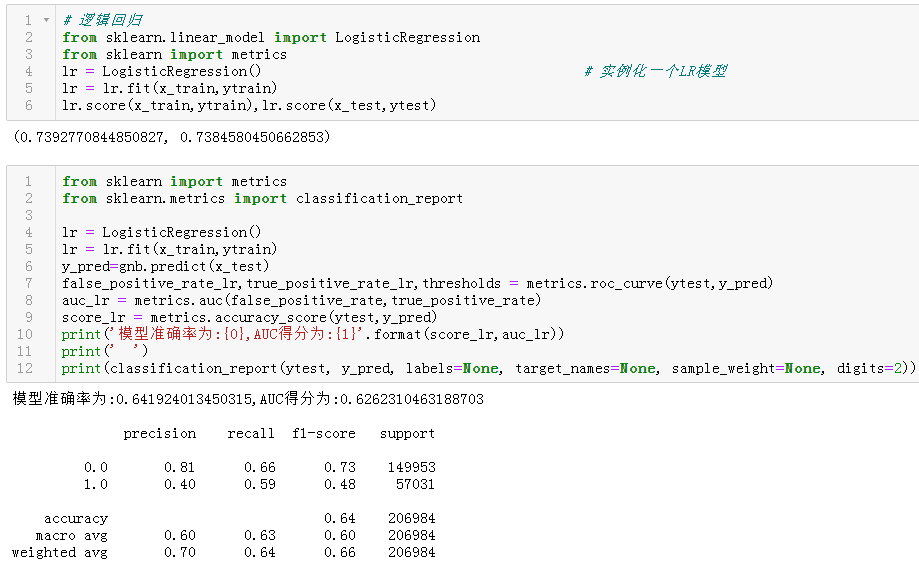 1 # 逻辑回归
2 from sklearn.linear_model import LogisticRegression
3 from sklearn import metrics
4 lr = LogisticRegression() # 实例化一个LR模型
5 lr = lr.fit(x_train,ytrain)
6 lr.score(x_train,ytrain),lr.score(x_test,ytest)
(0.7392770844850827, 0.7384580450662853)
1 from sklearn import metrics
2 from sklearn.metrics import classification_report
3
4 lr = LogisticRegression()
5 lr = lr.fit(x_train,ytrain)
6 y_pred=gnb.predict(x_test)
7 false_positive_rate_lr,true_positive_rate_lr,thresholds = metrics.roc_curve(ytest,y_pred)
8 auc_lr = metrics.auc(false_positive_rate,true_positive_rate)
9 score_lr = metrics.accuracy_score(ytest,y_pred)
10 print('模型准确率为:{0},AUC得分为:{1}'.format(score_lr,auc_lr))
11 print(' ')
12 print(classification_report(ytest, y_pred, labels=None, target_names=None, sample_weight=None, digits=2))
模型准确率为:0.641924013450315,AUC得分为:0.6262310463188703
precision recall f1-score support
0.0 0.81 0.66 0.73 149953
1.0 0.40 0.59 0.48 57031
accuracy 0.64 206984
macro avg 0.60 0.63 0.60 206984
weighted avg 0.70 0.64 0.66 206984